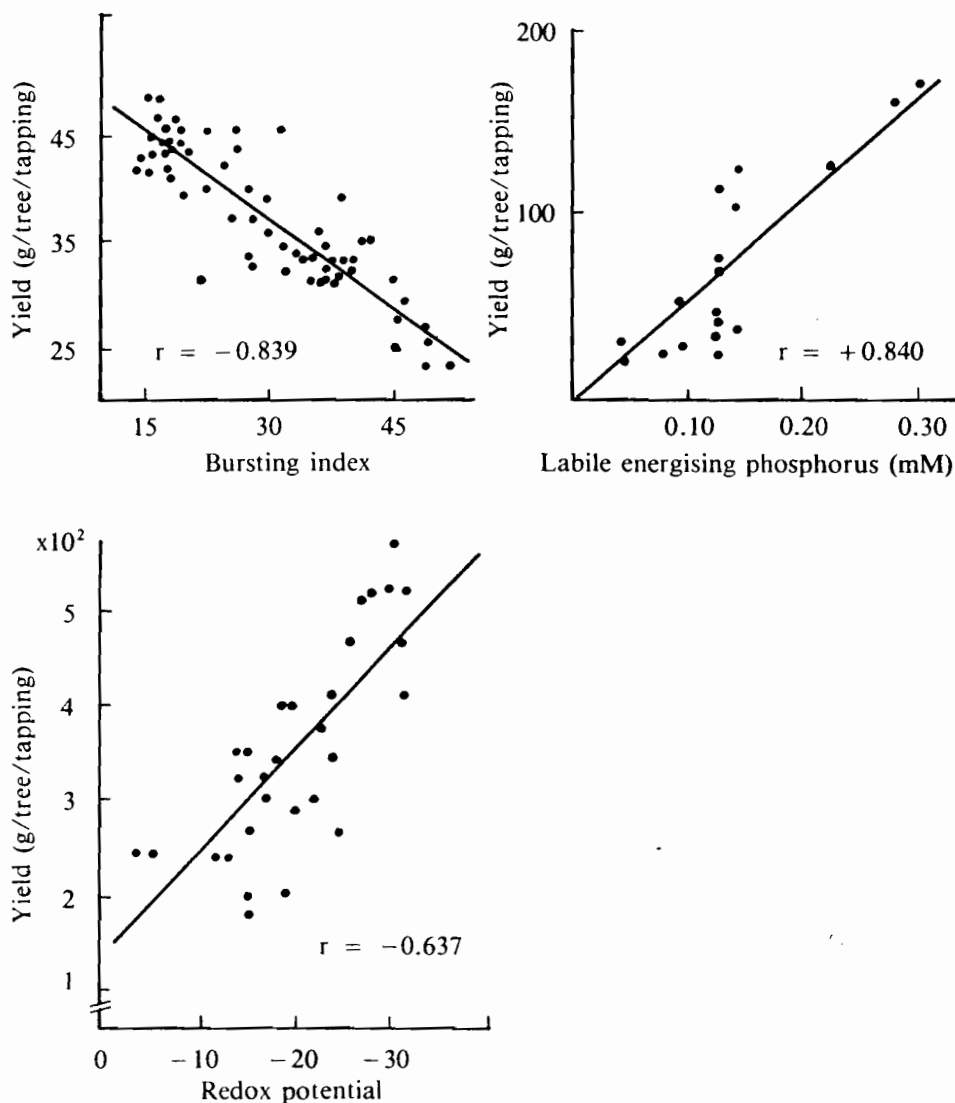 Yield (g/tree/tapping)
45
35
25
r = −0.839
15 30 45
Bursting index
Yield (g/tree/tapping)
200
100
r = +0.840
0.10 0.20 0.30
Labile energising phosphorus (mM)
Yield (g/tree/tapping)
x10²
5
4
3
2
1
r = −0.637
0 −10 −20 −30
Redox potential